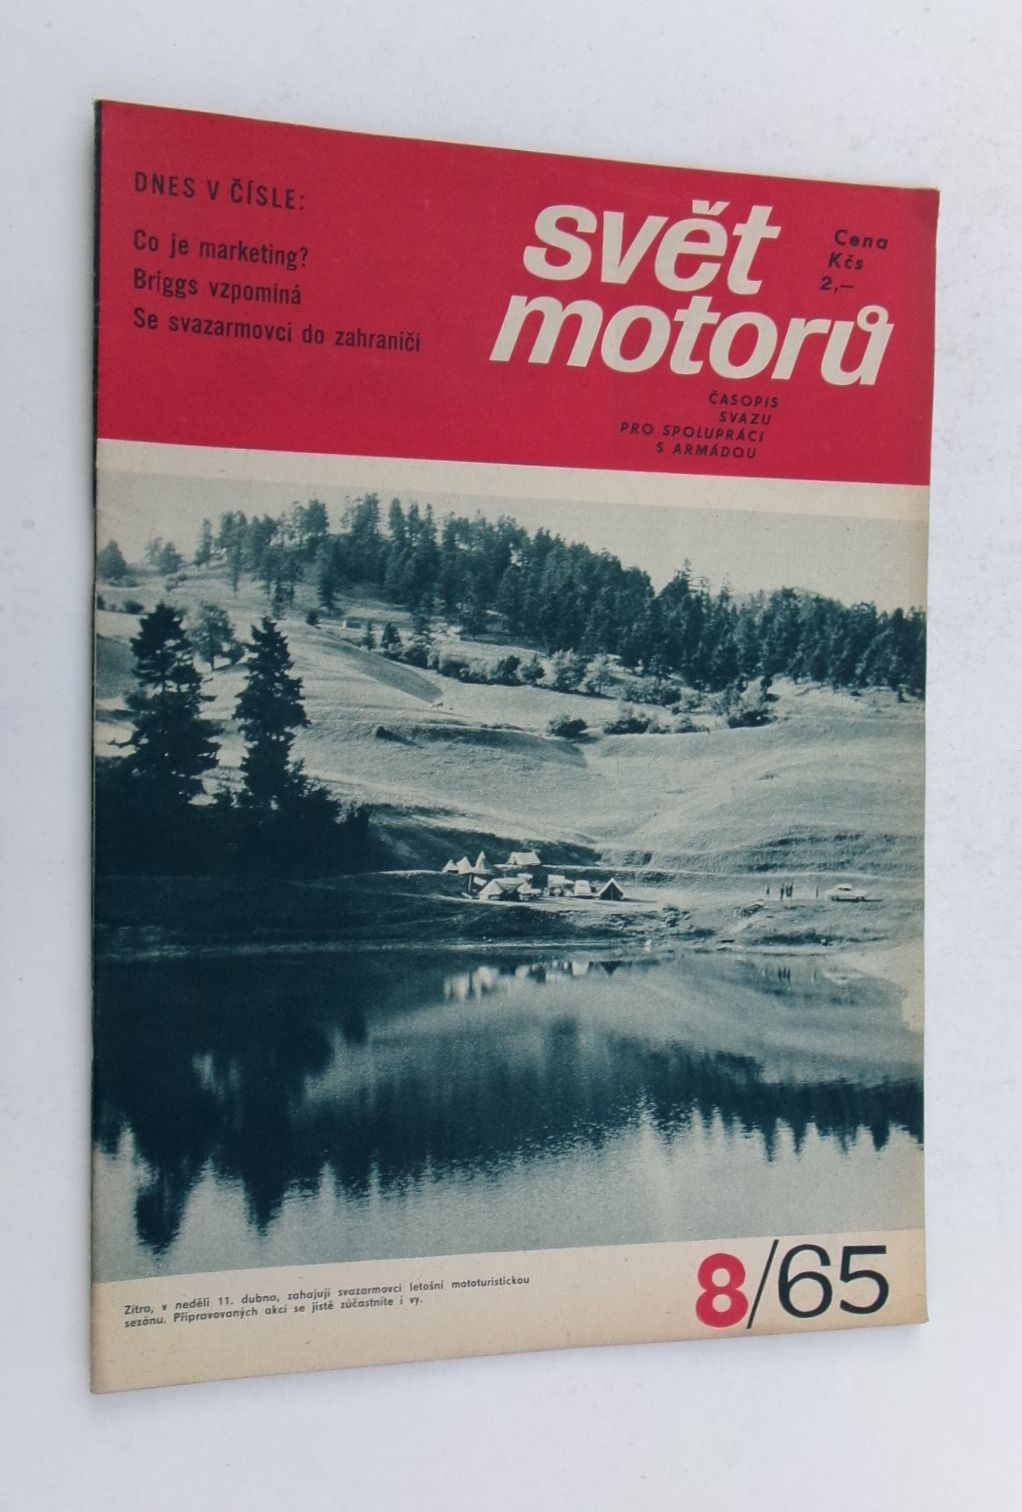 DNES V ČÍSLE:
Co je marketing?
Briggs vzpomíná
Se svazarmovci do zahraničí
svět
motorů
Cena
Kčs
2,—
ČASOPIS
SVAZU
PRO SPOLUPRÁCI
S ARMÁDOU
Zítra, v neděli 11. dubna, zahajují svazarmovci letošní mototuristickou
sezónu. Připravovaných akcí se jistě zúčastníte i vy.
8/65